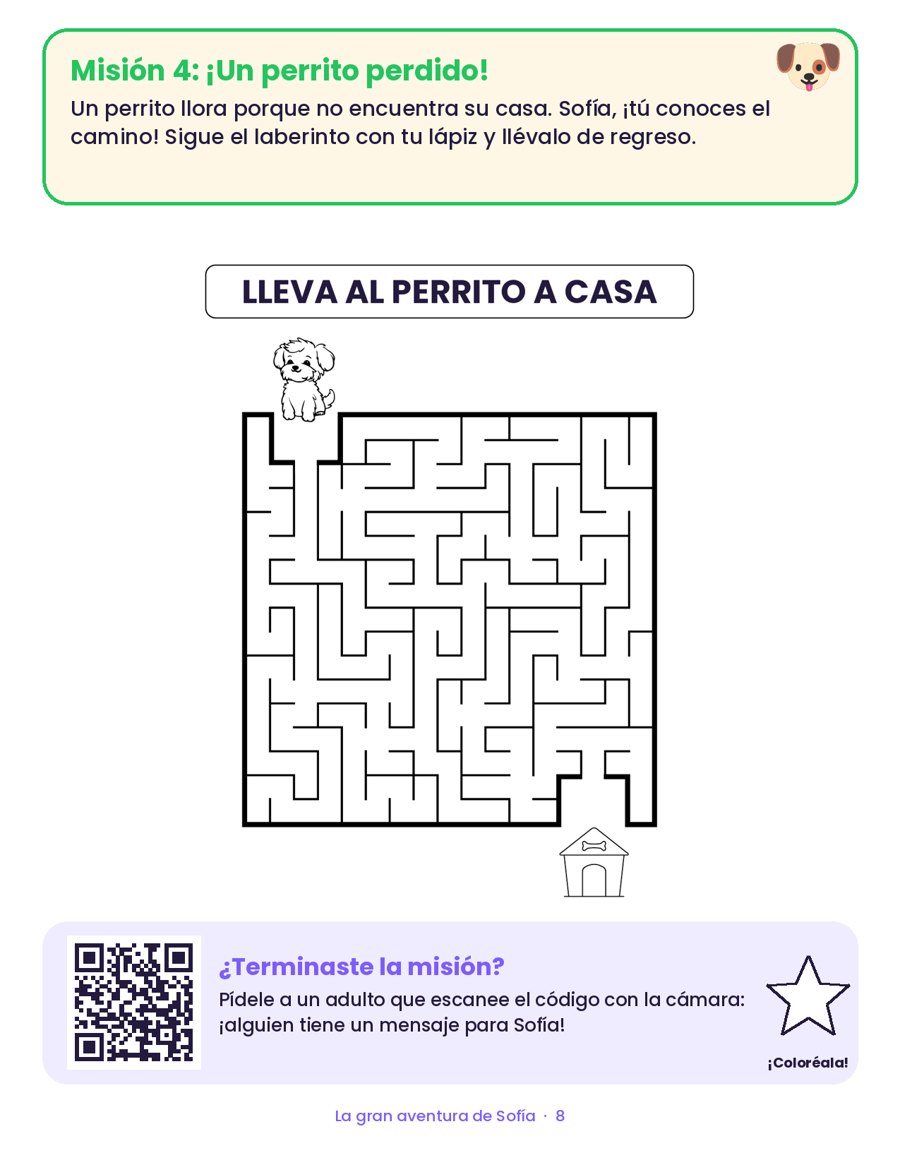 Misión 4: ¡Un perrito perdido!
Un perrito llora porque no encuentra su casa. Sofía, ¡tú conoces el
camino! Sigue el laberinto con tu lápiz y llévalo de regreso.
LLEVA AL PERRITO A CASA
¿Terminaste la misión?
Pídele a un adulto que escanee el código con la cámara:
¡alguien tiene un mensaje para Sofía!
¡Coloréala!
La gran aventura de Sofía · 8